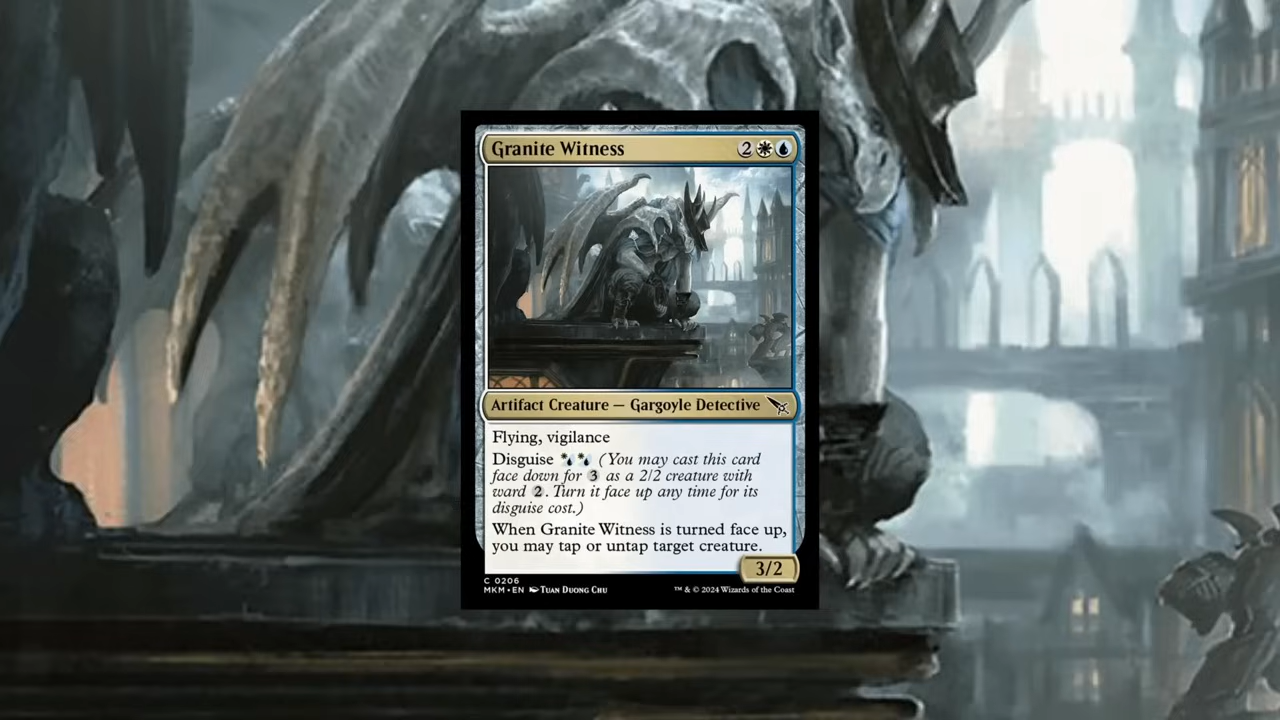 Granite Witness 2
Artifact Creature — Gargoyle Detective
Flying, vigilance
Disguise (You may cast this card
face down for 3 as a 2/2 creature with
ward 2. Turn it face up any time for its
disguise cost.)
When Granite Witness is turned face up,
you may tap or untap target creature.
3/2
C 0206
MKM • EN Tuan Duong Chu
™ & © 2024 Wizards of the Coast